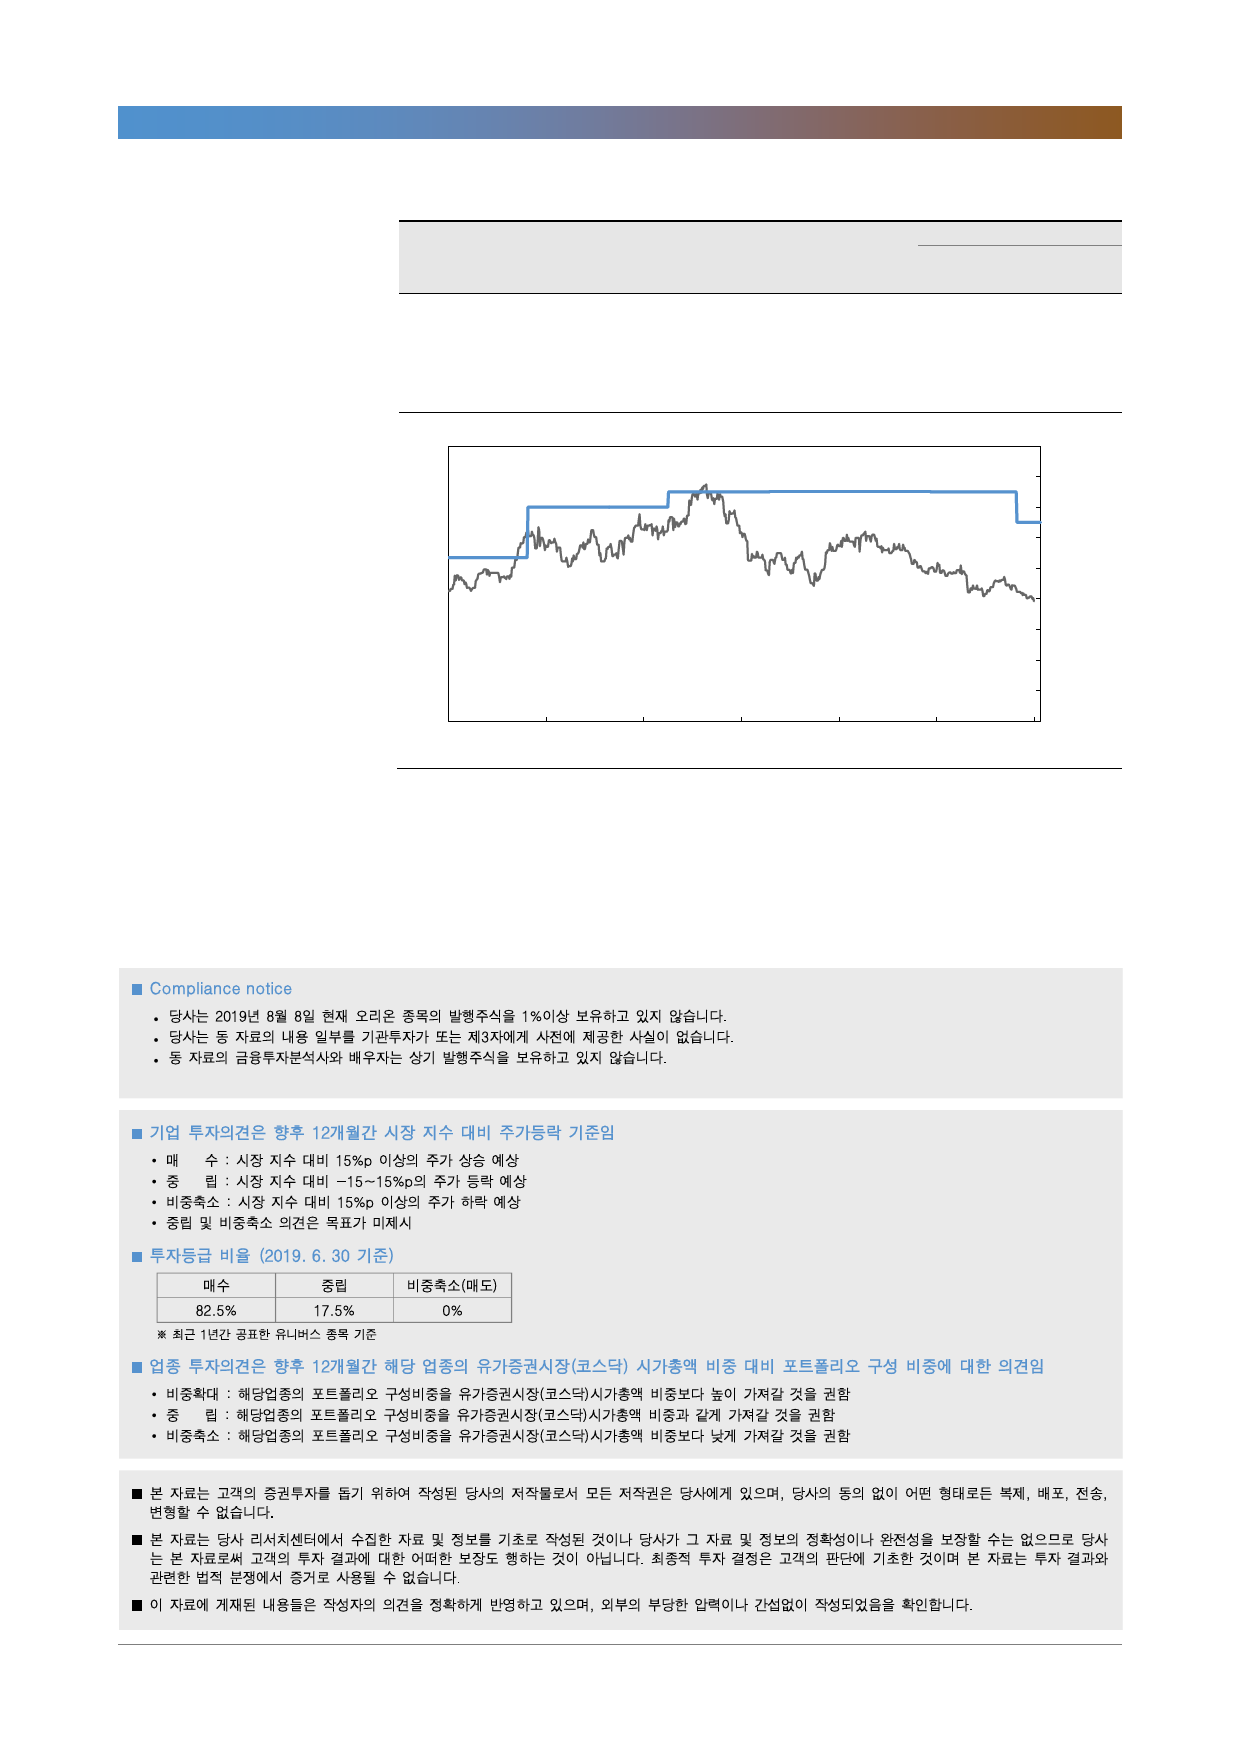 ■ Compliance notice
• 당사는 2019년 8월 8일 현재 오리온 종목의 발행주식을 1%이상 보유하고 있지 않습니다.
• 당사는 동 자료의 내용 일부를 기관투자가 또는 제3자에게 사전에 제공한 사실이 없습니다.
• 동 자료의 금융투자분석사와 배우자는 상기 발행주식을 보유하고 있지 않습니다.
■ 기업 투자의견은 향후 12개월간 시장 지수 대비 주가등락 기준임
• 매 수 : 시장 지수 대비 15%p 이상의 주가 상승 예상
• 중 립 : 시장 지수 대비 -15~15%p의 주가 등락 예상
• 비중축소 : 시장 지수 대비 15%p 이상의 주가 하락 예상
• 중립 및 비중축소 의견은 목표가 미제시
■ 투자등급 비율 (2019. 6. 30 기준)
매수 중립 비중축소(매도)
82.5% 17.5% 0%
※ 최근 1년간 공표한 유니버스 종목 기준
■ 업종 투자의견은 향후 12개월간 해당 업종의 유가증권시장(코스닥) 시가총액 비중 대비 포트폴리오 구성 비중에 대한 의견임
• 비중확대 : 해당업종의 포트폴리오 구성비중을 유가증권시장(코스닥)시가총액 비중보다 높이 가져갈 것을 권함
• 중 립 : 해당업종의 포트폴리오 구성비중을 유가증권시장(코스닥)시가총액 비중과 같게 가져갈 것을 권함
• 비중축소 : 해당업종의 포트폴리오 구성비중을 유가증권시장(코스닥)시가총액 비중보다 낮게 가져갈 것을 권함
■ 본 자료는 고객의 증권투자를 돕기 위하여 작성된 당사의 저작물로서 모든 저작권은 당사에게 있으며, 당사의 동의 없이 어떤 형태로든 복제, 배포, 전송,
변형할 수 없습니다.
■ 본 자료는 당사 리서치센터에서 수집한 자료 및 정보를 기초로 작성된 것이나 당사가 그 자료 및 정보의 정확성이나 완전성을 보장할 수는 없으므로 당사
는 본 자료로써 고객의 투자 결과에 대한 어떠한 보장도 행하는 것이 아닙니다. 최종적 투자 결정은 고객의 판단에 기초한 것이며 본 자료는 투자 결과와
관련한 법적 분쟁에서 증거로 사용될 수 없습니다.
■ 이 자료에 게재된 내용들은 작성자의 의견을 정확하게 반영하고 있으며, 외부의 부당한 압력이나 간섭없이 작성되었음을 확인합니다.